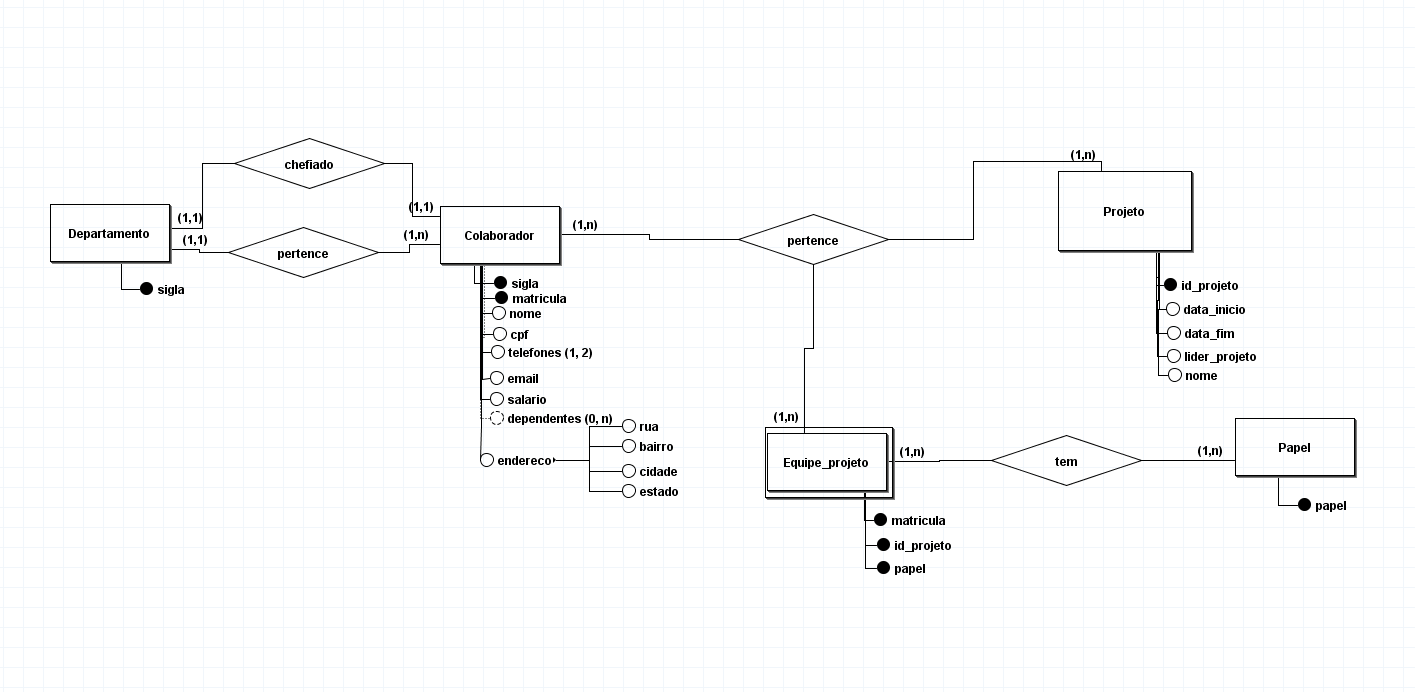 chefiado
(1,1)
(1,1)
Departamento
(1,1)
pertence
(1,n)
sigla
Colaborador
(1,n)
sigla
matricula
nome
cpf
telefones (1, 2)
email
salario
dependentes (0, n)
endereco
rua
bairro
cidade
estado
pertence
(1,n)
Projeto
id_projeto
data_inicio
data_fim
lider_projeto
nome
(1,n)
Equipe_projeto
(1,n)
tem
(1,n)
Papel
papel
matricula
id_projeto
papel